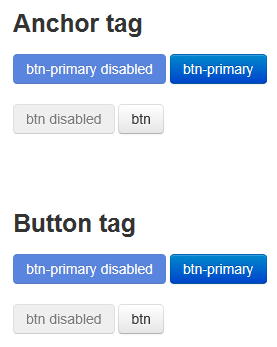 Anchor tag
btn-primary disabled btn-primary
btn disabled btn
Button tag
btn-primary disabled btn-primary
btn disabled btn